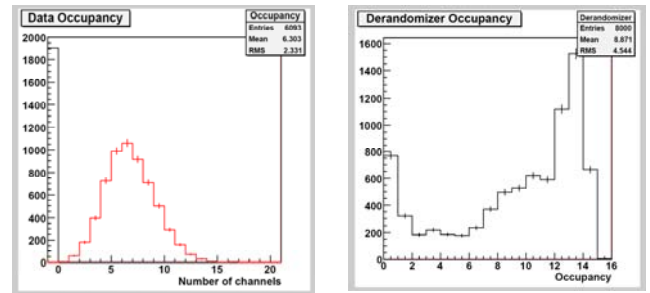 Data Occupancy
Occupancy
Entries 6093
Mean 6.303
RMS 2.331
2000
1800
1600
1400
1200
1000
800
600
400
200
0
0 5 10 15 20
Number of channels
Derandomizer Occupancy
Derandomizer
Entries 8000
Mean 8.871
RMS 4.544
1600
1400
1200
1000
800
600
400
200
0
0 2 4 6 8 10 12 14 16
Occupancy